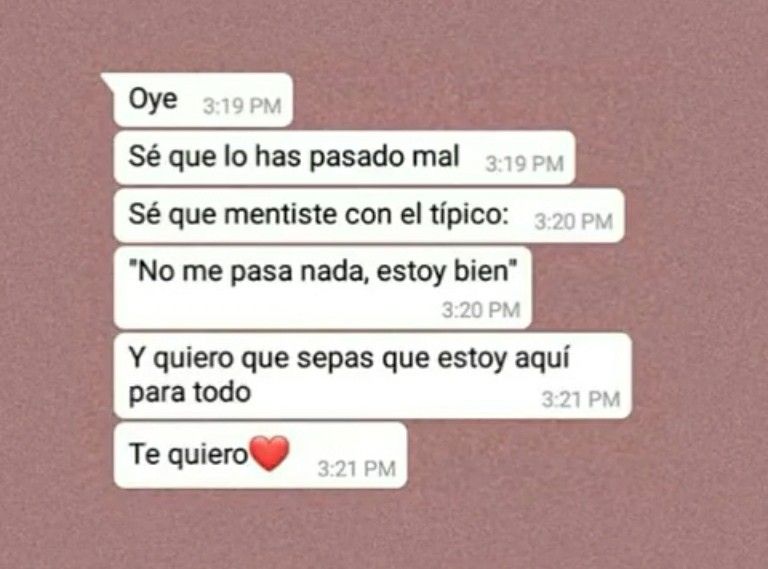 Oye 3:19 PM
Sé que lo has pasado mal 3:19 PM
Sé que mentiste con el típico: 3:20 PM
"No me pasa nada, estoy bien"
3:20 PM
Y quiero que sepas que estoy aquí
para todo 3:21 PM
Te quiero❤️ 3:21 PM